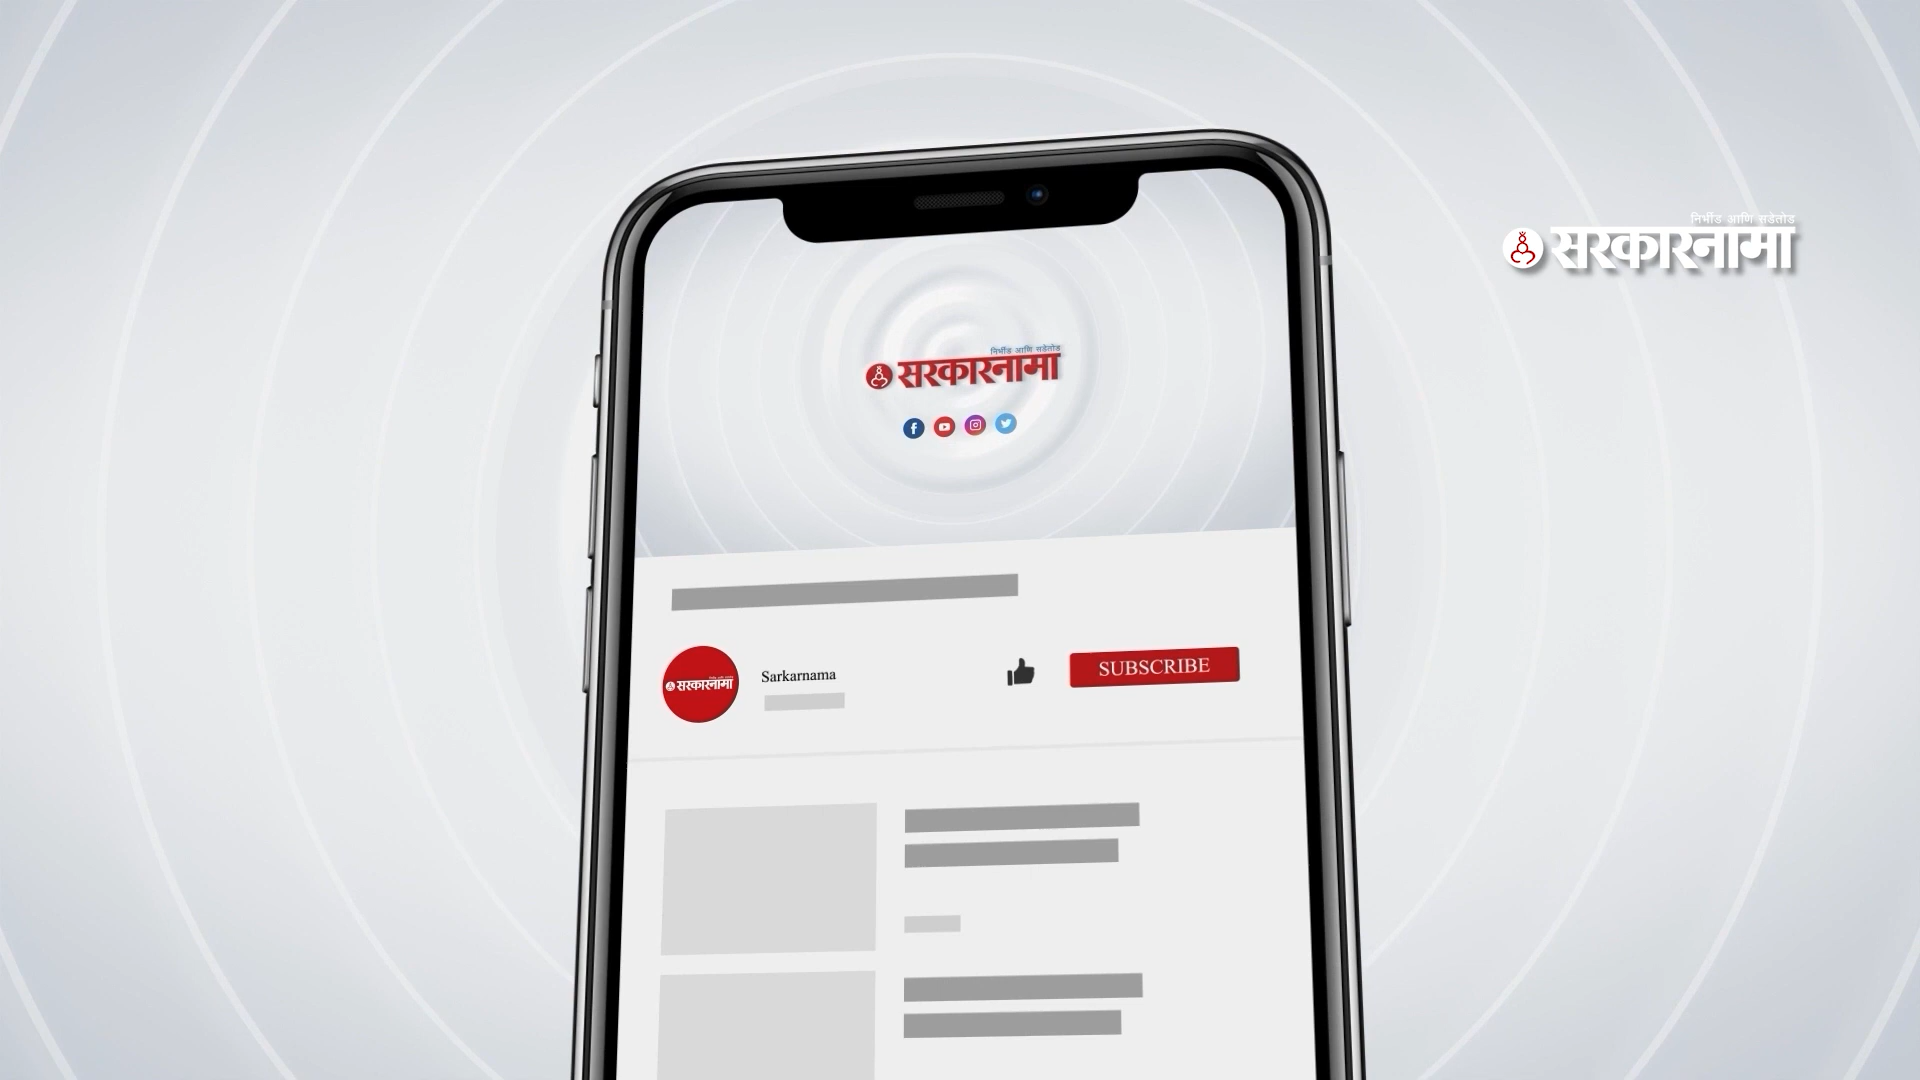 निर्भीड आणि सडेतोड
सरकारनामा
निर्भीड आणि सडेतोड
सरकारनामा
सरकारनामा
Sarkarnama
SUBSCRIBE